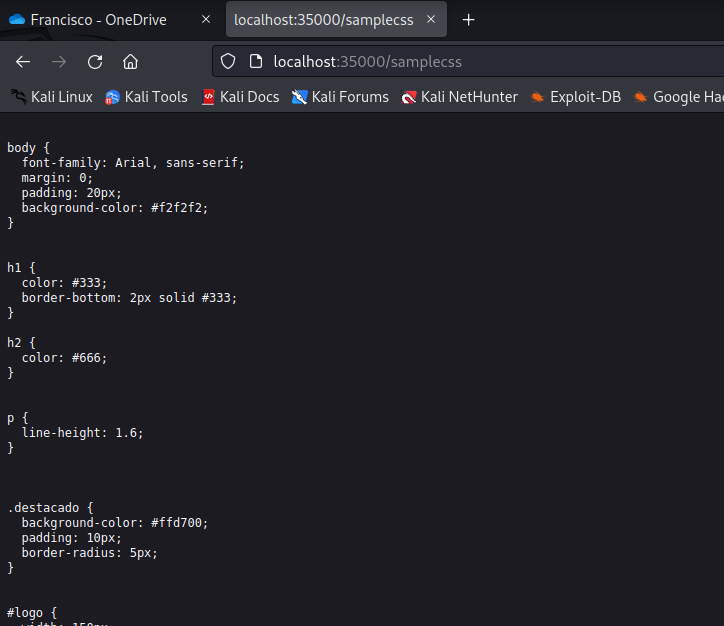 Francisco - OneDrive
localhost:35000/samplecss
localhost:35000/samplecss
Kali Linux Kali Tools Kali Docs Kali Forums Kali NetHunter Exploit-DB Google
body {
  font-family: Arial, sans-serif;
  margin: 0;
  padding: 20px;
  background-color: #f2f2f2;
}
h1 {
  color: #333;
  border-bottom: 2px solid #333;
}
h2 {
  color: #666;
}
p {
  line-height: 1.6;
}
.destacado {
  background-color: #ffd700;
  padding: 10px;
  border-radius: 5px;
}
#logo {